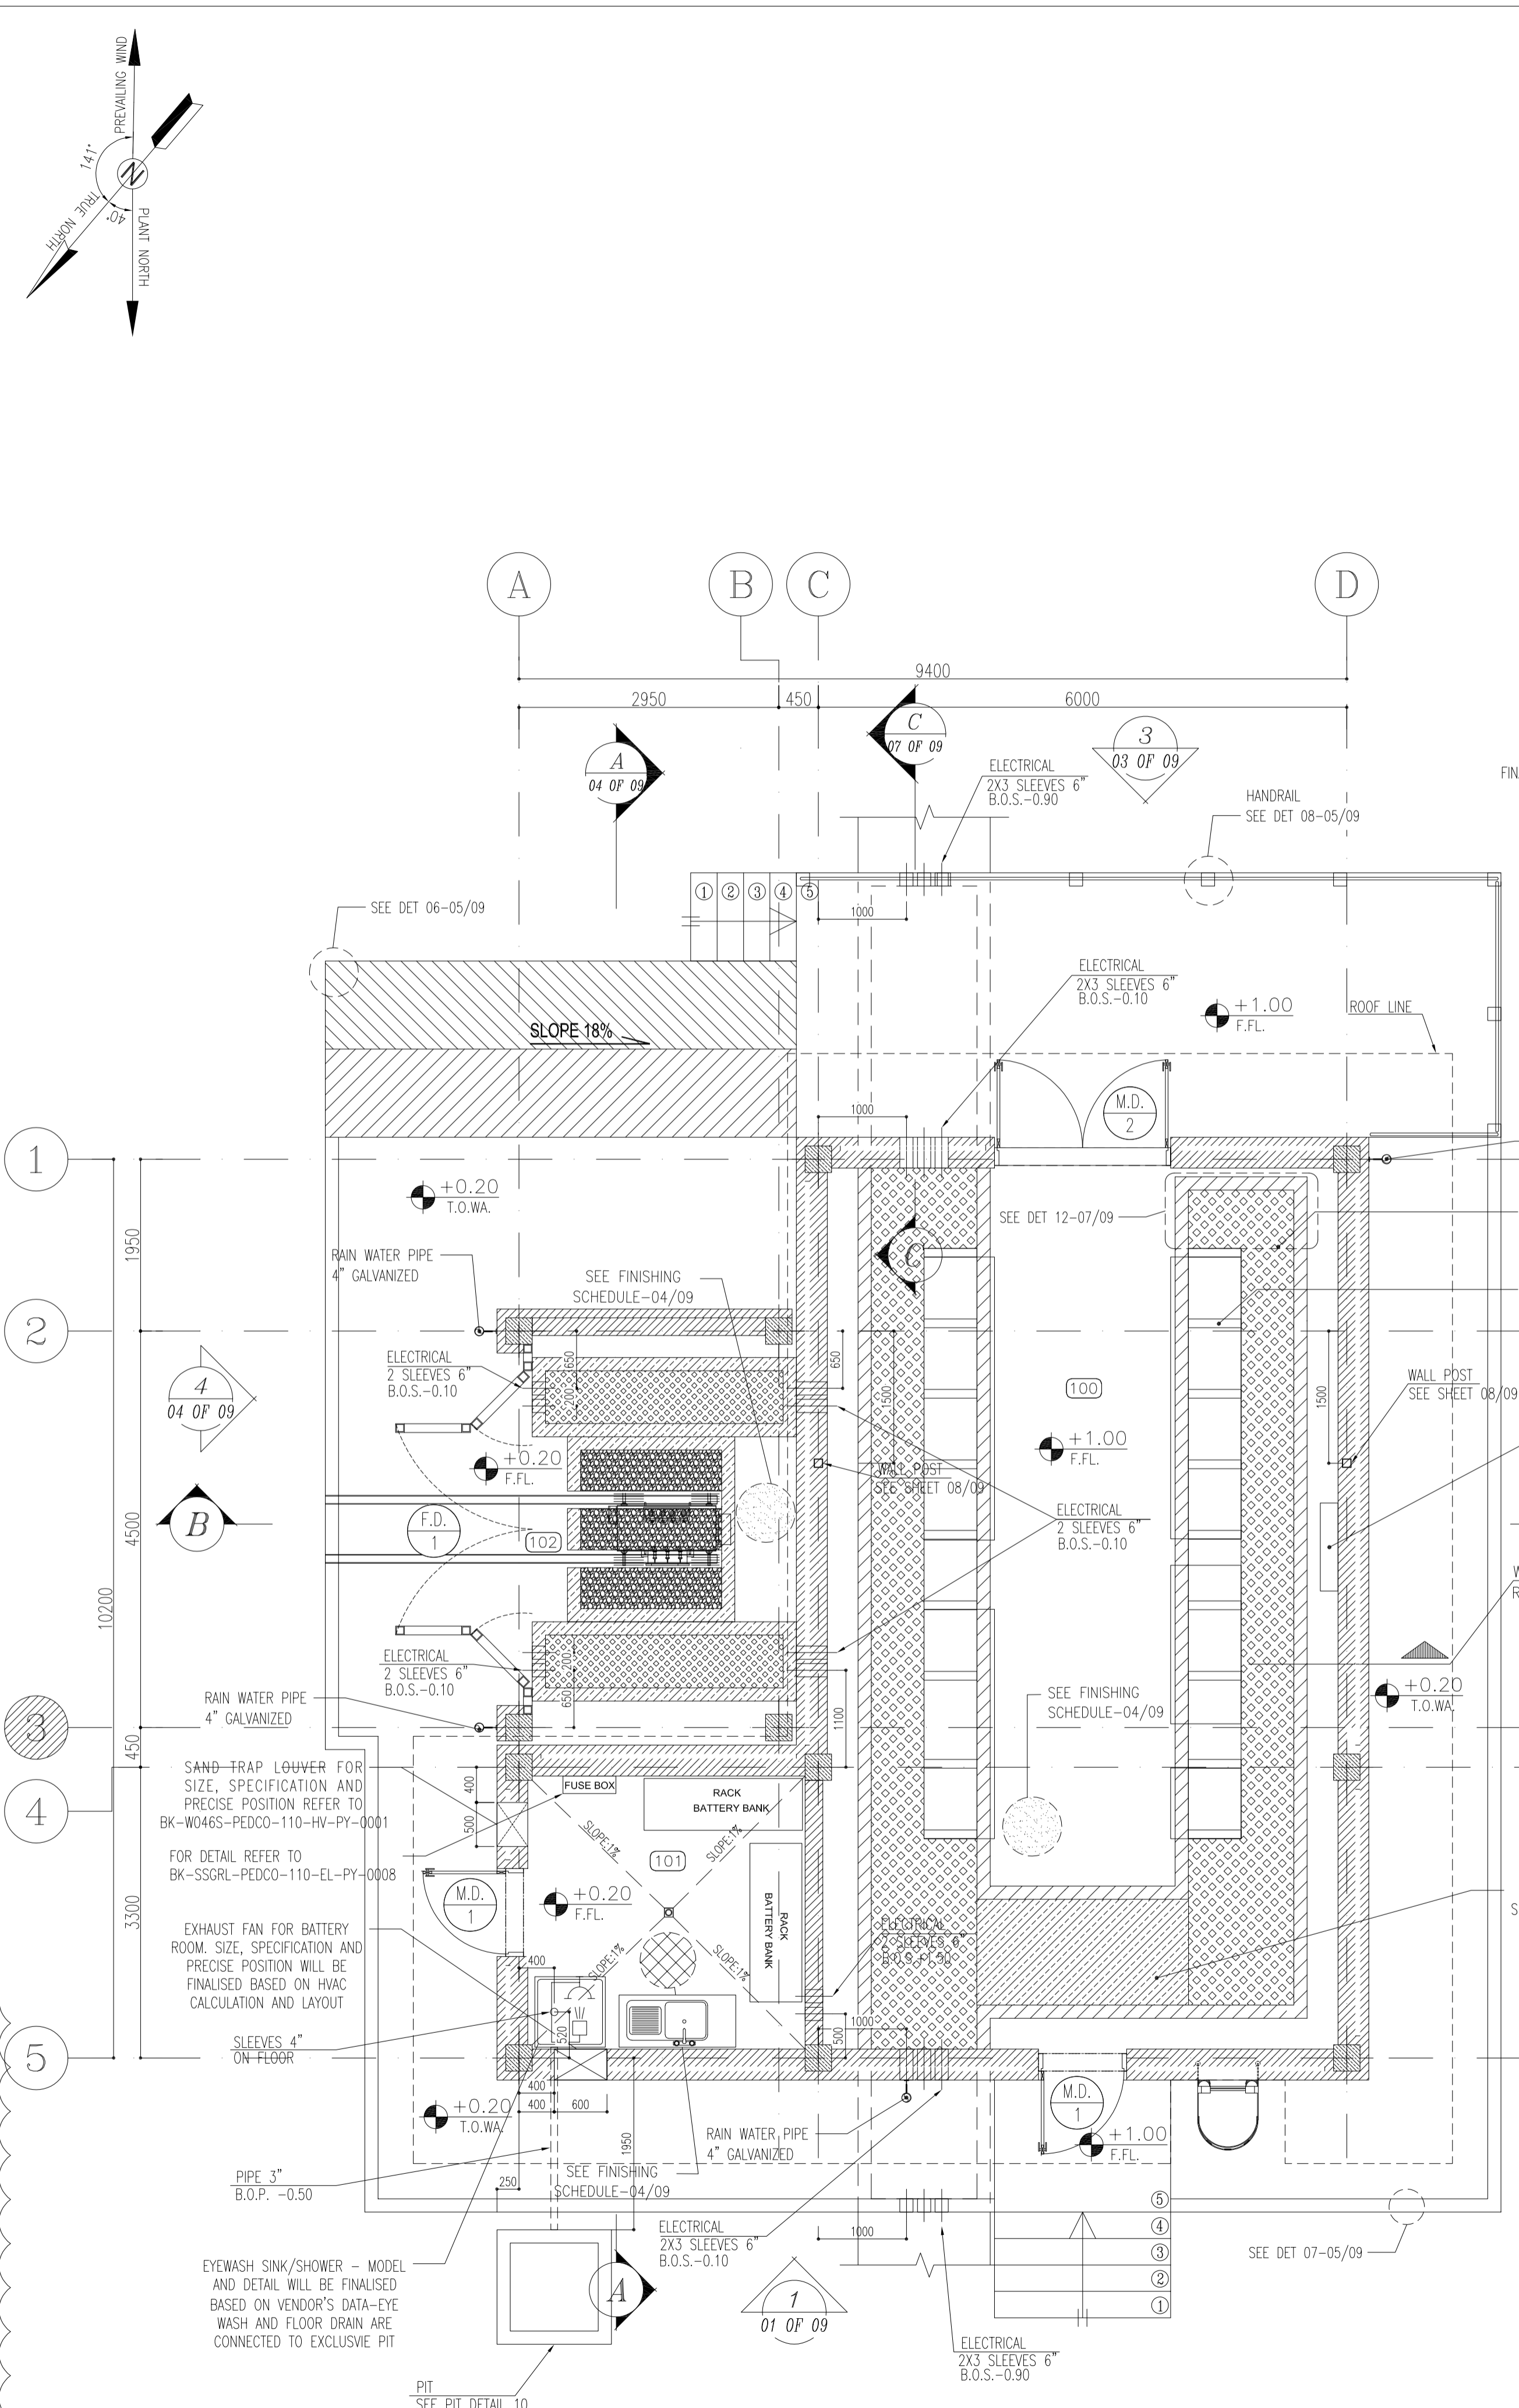 PREVAILING WIND
141°
N
TRUE NORTH
40°
PLANT NORTH
A
B
C
D
9400
2950
450
6000
A
04 OF 09
C
07 OF 09
3
03 OF 09
ELECTRICAL
2X3 SLEEVES 6"
B.O.S.-0.90
FIN
HANDRAIL
SEE DET 08-05/09
SEE DET 06-05/09
1
2
3
4
5
1000
ELECTRICAL
2X3 SLEEVES 6"
B.O.S.-0.10
+1.00
F.FL.
ROOF LINE
SLOPE 18%
1000
M.D.
2
1
+0.20
T.O.WA.
SEE DET 12-07/09
1950
RAIN WATER PIPE
4" GALVANIZED
SEE FINISHING
SCHEDULE-04/09
C
2
ELECTRICAL
2 SLEEVES 6"
B.O.S.-0.10
650
200
650
1500
100
1500
WALL POST
SEE SHEET 08/09
4
04 OF 09
+0.20
F.FL.
+1.00
F.FL.
WALL POST
SEE SHEET 08/09
B
F.D.
1
102
ELECTRICAL
2 SLEEVES 6"
B.O.S.-0.10
4500
10200
W
R
ELECTRICAL
2 SLEEVES 6"
B.O.S.-0.10
200
650
1100
+0.20
T.O.WA.
RAIN WATER PIPE
4" GALVANIZED
SEE FINISHING
SCHEDULE-04/09
3
450
4
SAND TRAP LOUVER FOR
SIZE, SPECIFICATION AND
PRECISE POSITION REFER TO
BK-W046S-PEDCO-110-HV-PY-0001
400
500
FUSE BOX
RACK
BATTERY BANK
SLOPE:1%
SLOPE:1%
101
FOR DETAIL REFER TO
BK-SSGRL-PEDCO-110-EL-PY-0008
M.D.
1
+0.20
F.FL.
RACK
BATTERY BANK
3300
S
EXHAUST FAN FOR BATTERY
ROOM. SIZE, SPECIFICATION AND
PRECISE POSITION WILL BE
FINALISED BASED ON HVAC
CALCULATION AND LAYOUT
400
SLOPE:1%
SLOPE:1%
ELECTRICAL
2 SLEEVES 6"
B.O.S.+1.50
SLEEVES 4"
ON FLOOR
520
1000
500
5
400
400
600
+0.20
T.O.WA.
M.D.
1
+1.00
F.FL.
RAIN WATER PIPE
4" GALVANIZED
1950
PIPE 3"
B.O.P. -0.50
250
SEE FINISHING
SCHEDULE-04/09
5
4
3
2
1
ELECTRICAL
2X3 SLEEVES 6"
B.O.S.-0.10
1000
SEE DET 07-05/09
EYEWASH SINK/SHOWER - MODEL
AND DETAIL WILL BE FINALISED
BASED ON VENDOR'S DATA-EYE
WASH AND FLOOR DRAIN ARE
CONNECTED TO EXCLUSVIE PIT
A
1
01 OF 09
ELECTRICAL
2X3 SLEEVES 6"
B.O.S.-0.90
PIT
SEE PIT DETAIL 10